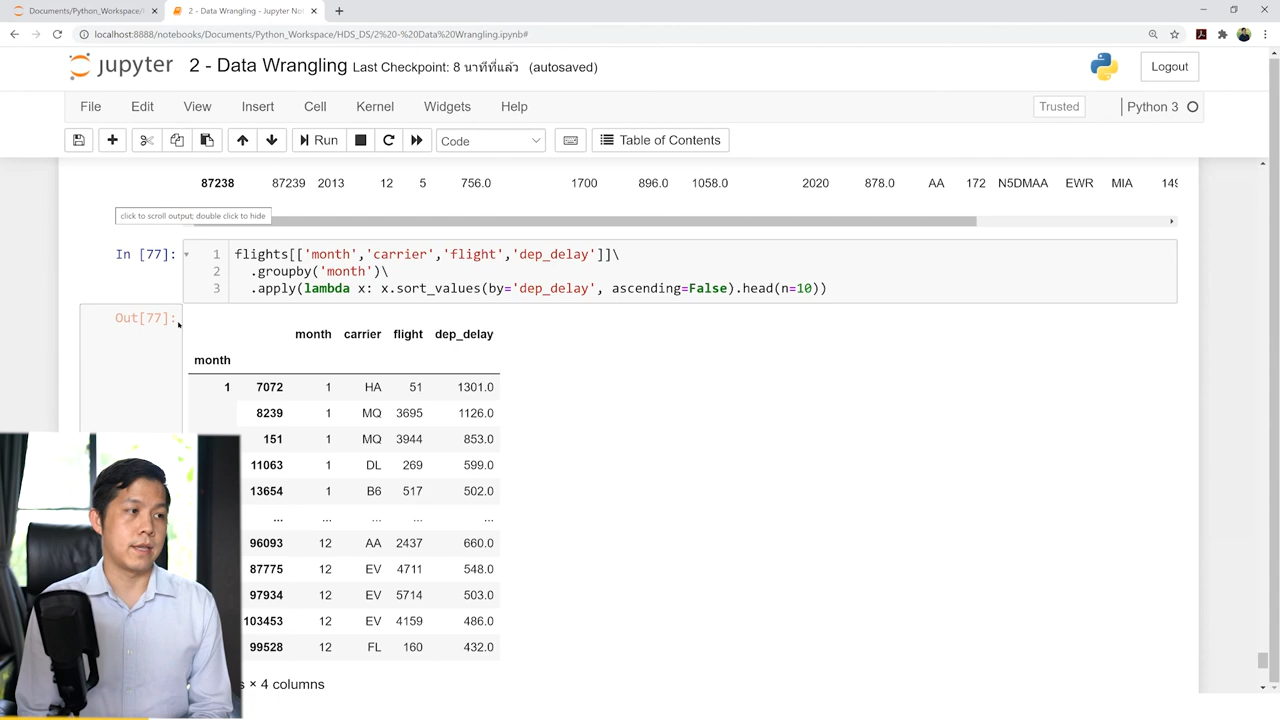 Documents/Python_Workspace/
2 - Data Wrangling - Jupyter Not
localhost:8888/notebooks/Documents/Python_Workspace/HDS_DS/2%20-%20Data%20Wrangling.ipynb#
jupyter 2 - Data Wrangling Last Checkpoint: 8 นาทีที่แล้ว (autosaved)
Logout
File Edit View Insert Cell Kernel Widgets Help
Trusted
Python 3
Run
Code
Table of Contents
87238 87239 2013 12 5 756.0 1700 896.0 1058.0 2020 878.0 AA 172 N5DMAA EWR MIA 149
click to scroll output; double click to hide
In [77]:
1 flights[['month','carrier','flight','dep_delay']]\
2 .groupby('month')\
3 .apply(lambda x: x.sort_values(by='dep_delay', ascending=False).head(n=10))
Out[77]:
month carrier flight dep_delay
month
1 7072 1 HA 51 1301.0
8239 1 MQ 3695 1126.0
151 1 MQ 3944 853.0
11063 1 DL 269 599.0
13654 1 B6 517 502.0
... ... ... ... ...
96093 12 AA 2437 660.0
87775 12 EV 4711 548.0
97934 12 EV 5714 503.0
103453 12 EV 4159 486.0
99528 12 FL 160 432.0
× 4 columns